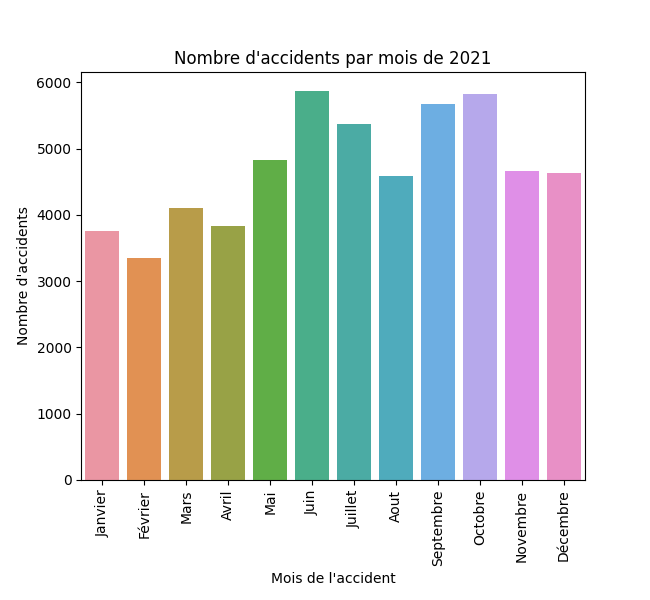 Nombre d'accidents par mois de 2021
Nombre d'accidents
6000
5000
4000
3000
2000
1000
0
Janvier
Février
Mars
Avril
Mai
Juin
Juillet
Aout
Septembre
Octobre
Novembre
Décembre
Mois de l'accident